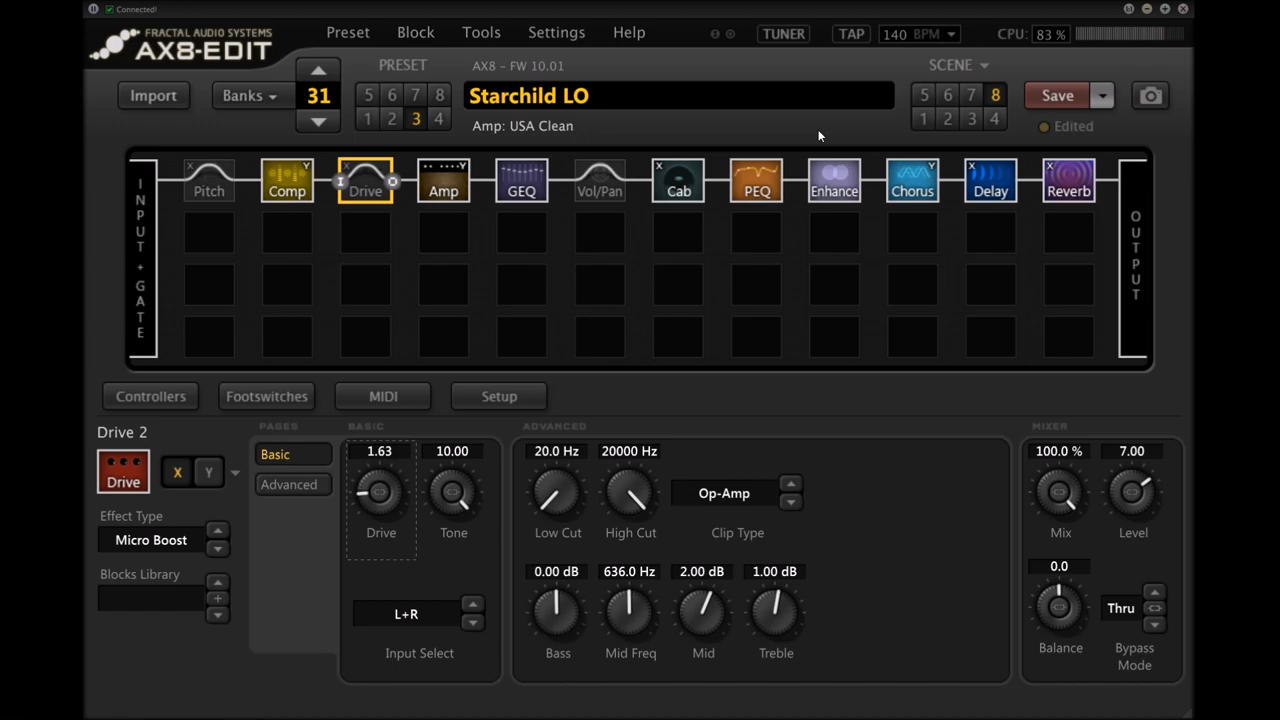 Connected!
FRACTAL AUDIO SYSTEMS
AX8-EDIT
Preset Block Tools Settings Help TUNER TAP 140 BPM CPU: 83 %
PRESET AX8 - FW 10.01 SCENE
Import Banks 31 5 6 7 8 Starchild LO 5 6 7 8 Save
1 2 3 4 Amp: USA Clean 1 2 3 4 Edited
INPUT + GATE
X Pitch
Y Comp
X I Drive O
Y Amp
GEQ
Vol/Pan
X Cab
PEQ
Enhance
Y Chorus
X Delay
X Reverb
OUTPUT
Controllers Footswitches MIDI Setup
Drive 2
Drive X Y
Effect Type
Micro Boost
Blocks Library
+
PAGES
Basic
Advanced
BASIC
1.63 10.00
Drive Tone
L+R
Input Select
ADVANCED
20.0 Hz 20000 Hz
Op-Amp
Low Cut High Cut Clip Type
0.00 dB 636.0 Hz 2.00 dB 1.00 dB
Bass Mid Freq Mid Treble
MIXER
100.0 % 7.00
Mix Level
0.0
Thru
Balance Bypass
Mode